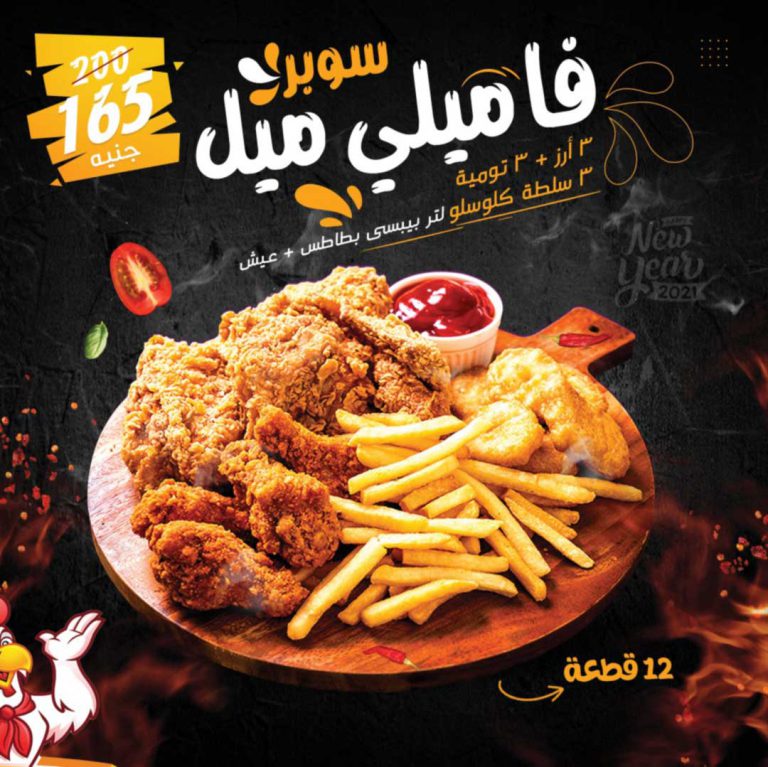 200
165
جنيه
سوبر
فاميلي ميل
٣ أرز + ٣ تومية
٣ سلطة كلوسلو لتر بيبسى بطاطس + عيش
HAPPY
New
Year
2021
12 قطعة